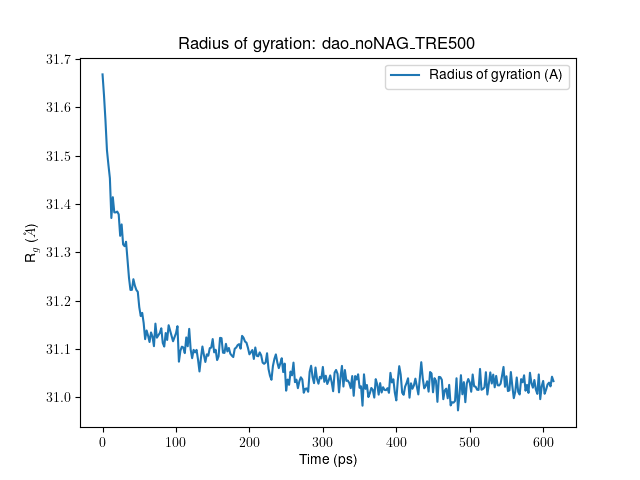 Radius of gyration: dao_noNAG_TRE500
Radius of gyration (A)
31.7
31.6
31.5
31.4
31.3
31.2
31.1
31.0
R_g (Å)
0 100 200 300 400 500 600
Time (ps)